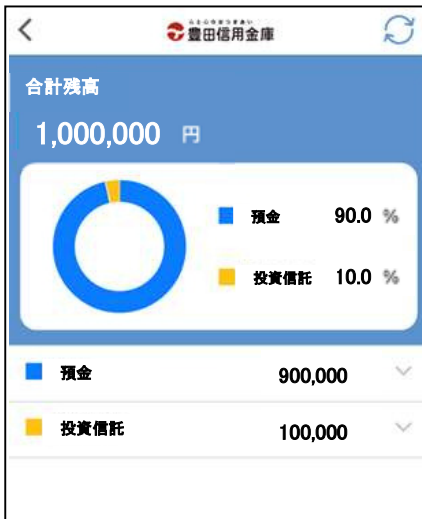 豊田信用金庫
合計残高
1,000,000 円
預金 90.0 %
投資信託 10.0 %
預金 900,000
投資信託 100,000